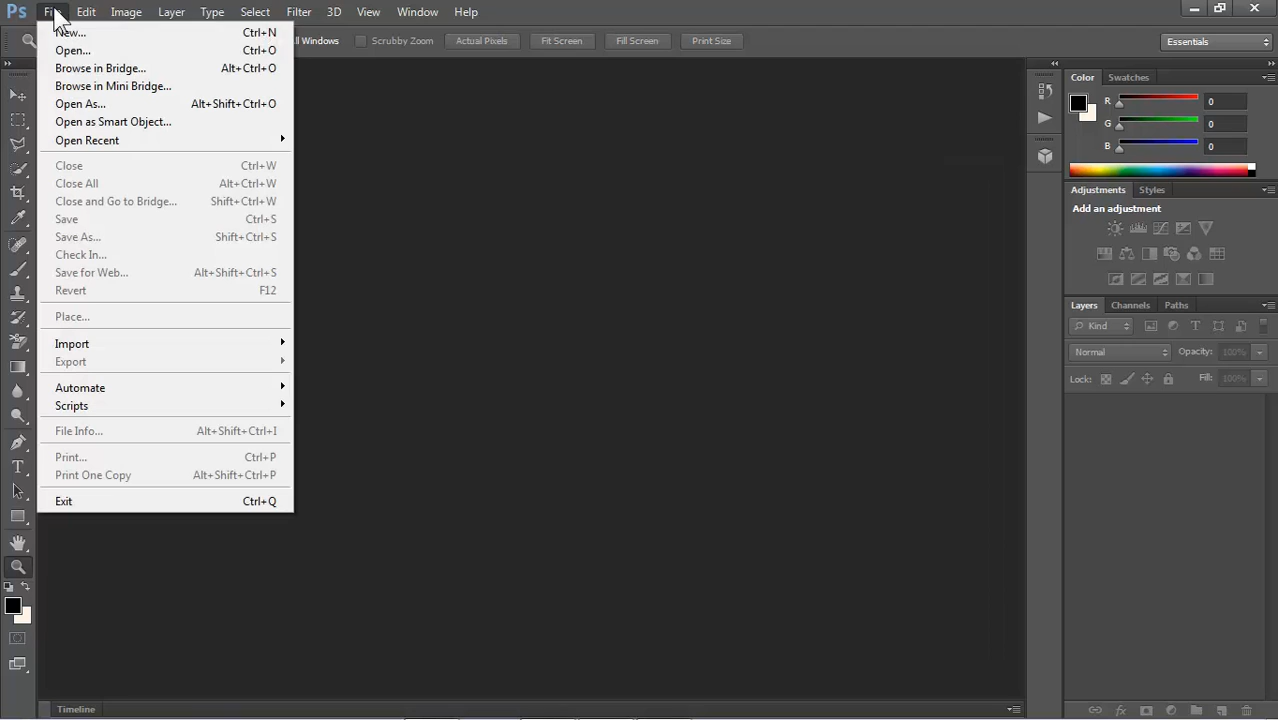 Ps File Edit Image Layer Type Select Filter 3D View Window Help
All Windows Scrubby Zoom Actual Pixels Fit Screen Fill Screen Print Size Essentials
New... Ctrl+N
Open... Ctrl+O
Browse in Bridge... Alt+Ctrl+O
Browse in Mini Bridge...
Open As... Alt+Shift+Ctrl+O
Open as Smart Object...
Open Recent
Close Ctrl+W
Close All Alt+Ctrl+W
Close and Go to Bridge... Shift+Ctrl+W
Save Ctrl+S
Save As... Shift+Ctrl+S
Check In...
Save for Web... Alt+Shift+Ctrl+S
Revert F12
Place...
Import
Export
Automate
Scripts
File Info... Alt+Shift+Ctrl+I
Print... Ctrl+P
Print One Copy Alt+Shift+Ctrl+P
Exit Ctrl+Q
Color Swatches
R 0
G 0
B 0
Adjustments Styles
Add an adjustment
Layers Channels Paths
Kind
Normal Opacity: 100%
Lock: Fill: 100%
Timeline